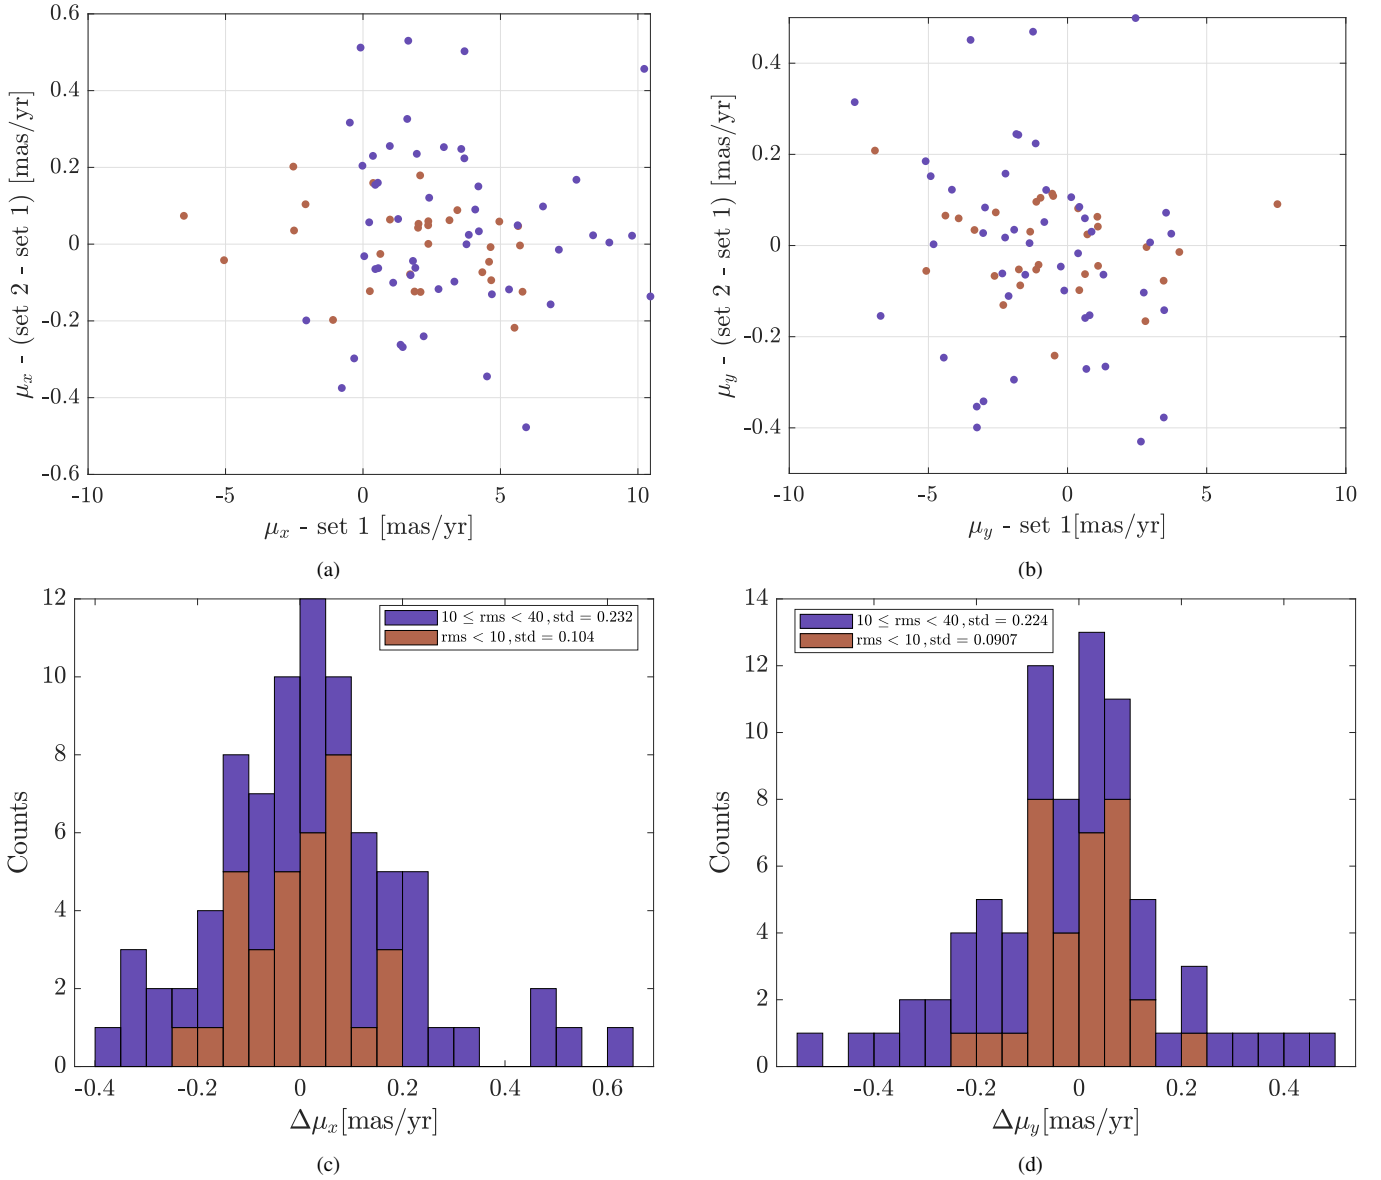 0.6
0.4
0.2
0
-0.2
-0.4
-0.6
μx - (set 2 - set 1) [mas/yr]
-10 -5 0 5 10
μx - set 1 [mas/yr]
(a)
0.4
0.2
0
-0.2
-0.4
μy - (set 2 - set 1) [mas/yr]
-10 -5 0 5 10
μy - set 1[mas/yr]
(b)
12
10
8
6
4
2
0
Counts
10 ≤ rms < 40 , std = 0.232
rms < 10 , std = 0.104
-0.4 -0.2 0 0.2 0.4 0.6
Δμx[mas/yr]
(c)
14
12
10
8
6
4
2
0
Counts
10 ≤ rms < 40 , std = 0.224
rms < 10 , std = 0.0907
-0.4 -0.2 0 0.2 0.4
Δμy[mas/yr]
(d)